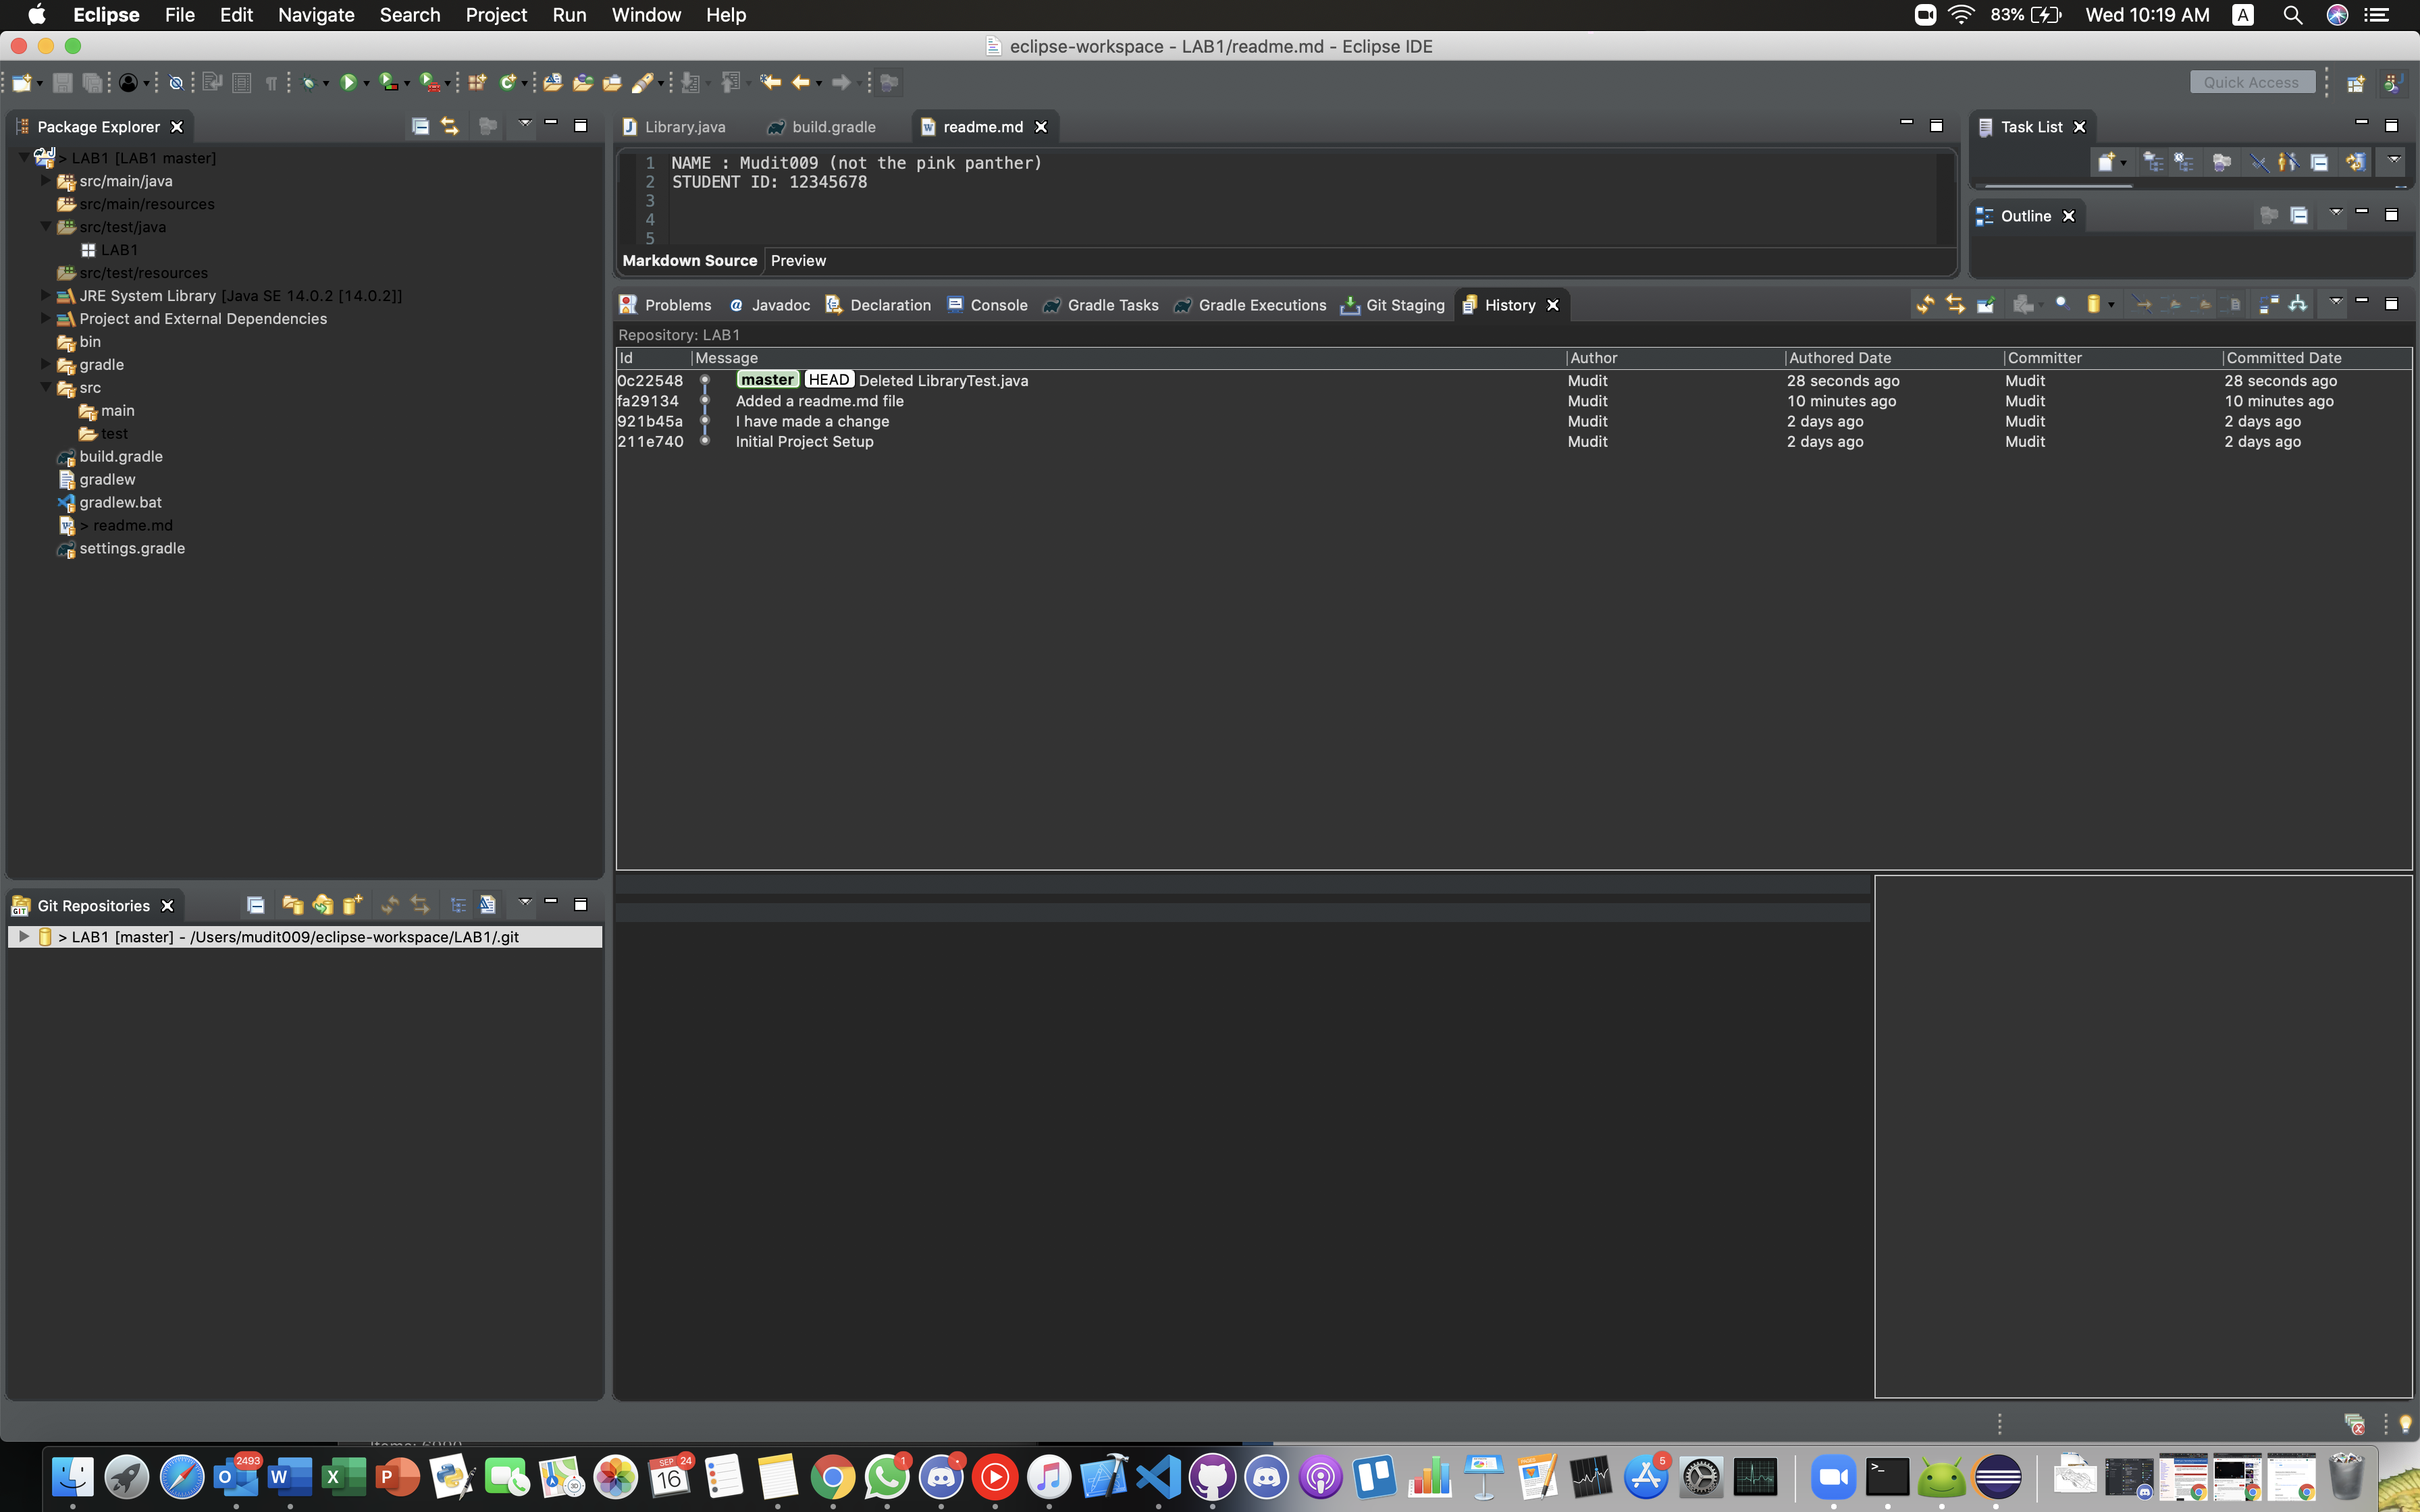 Eclipse File Edit Navigate Search Project Run Window Help 83% Wed 10:19 AM A
eclipse-workspace - LAB1/readme.md - Eclipse IDE
Quick Access
Package Explorer
> LAB1 [LAB1 master]
src/main/java
src/main/resources
src/test/java
LAB1
src/test/resources
JRE System Library [Java SE 14.0.2 [14.0.2]]
Project and External Dependencies
bin
gradle
src
main
test
build.gradle
gradlew
gradlew.bat
> readme.md
settings.gradle
Library.java build.gradle readme.md
1 NAME : Mudit009 (not the pink panther)
2 STUDENT ID: 12345678
3
4
5
Markdown Source Preview
Task List
Outline
Problems Javadoc Declaration Console Gradle Tasks Gradle Executions Git Staging History
Repository: LAB1
Id Message Author Authored Date Committer Committed Date
0c22548 master HEAD Deleted LibraryTest.java Mudit 28 seconds ago Mudit 28 seconds ago
fa29134 Added a readme.md file Mudit 10 minutes ago Mudit 10 minutes ago
921b45a I have made a change Mudit 2 days ago Mudit 2 days ago
211e740 Initial Project Setup Mudit 2 days ago Mudit 2 days ago
GIT Git Repositories
> LAB1 [master] - /Users/mudit009/eclipse-workspace/LAB1/.git
2493 SEP 24 16 1 5